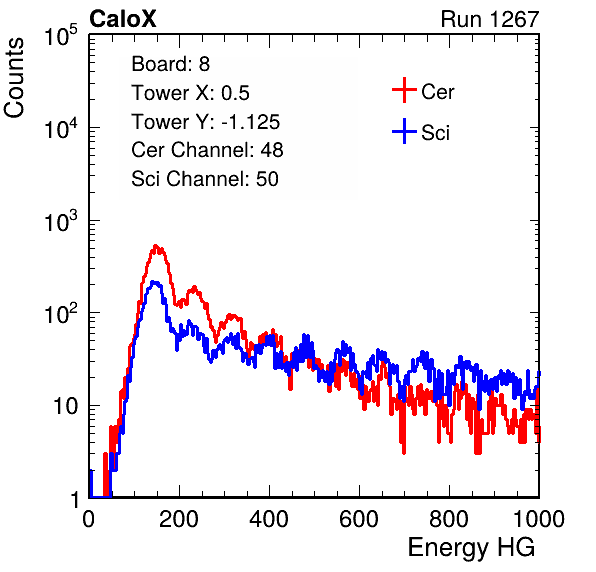 CaloX Run 1267
Counts
10^5
10^4
10^3
10^2
10
1
Board: 8
Tower X: 0.5
Tower Y: -1.125
Cer Channel: 48
Sci Channel: 50
Cer
Sci
0 200 400 600 800 1000
Energy HG